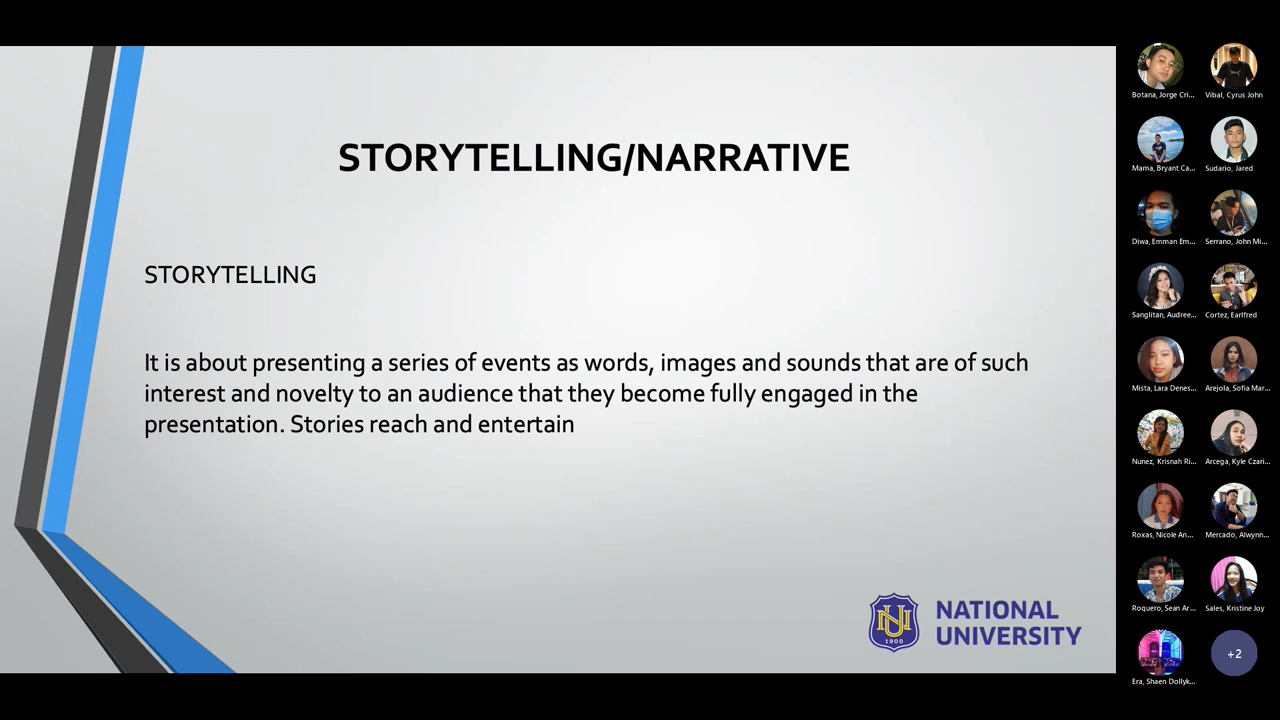 STORYTELLING/NARRATIVE
STORYTELLING
It is about presenting a series of events as words, images and sounds that are of such
interest and novelty to an audience that they become fully engaged in the
presentation. Stories reach and entertain
NU
1900
NATIONAL
UNIVERSITY
Botana, Jorge Cri...
Vibal, Cyrus John
Mama, Bryant Ca...
Sudario, Jared
Diwa, Emman Em...
Serrano, John Mi...
Sanglitan, Audree...
Cortez, Earlfred
Mista, Lara Denes...
Arejola, Sofia Mar...
Nunez, Krisnah Ri...
Arcega, Kyle Czari...
Roxas, Nicole An...
Mercado, Alwynn...
Roquero, Sean Ar...
Sales, Kristine Joy
Era, Shaen Dollyk...
+2